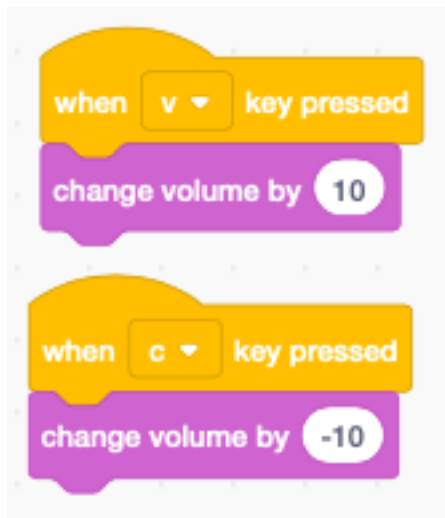 when v key pressed
change volume by 10
when c key pressed
change volume by -10